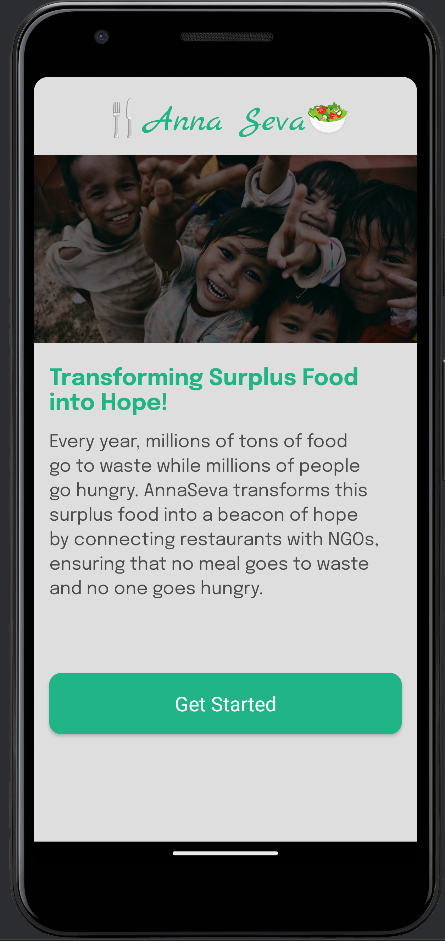 Anna Seva
Transforming Surplus Food
into Hope!
Every year, millions of tons of food
go to waste while millions of people
go hungry. AnnaSeva transforms this
surplus food into a beacon of hope
by connecting restaurants with NGOs,
ensuring that no meal goes to waste
and no one goes hungry.
Get Started